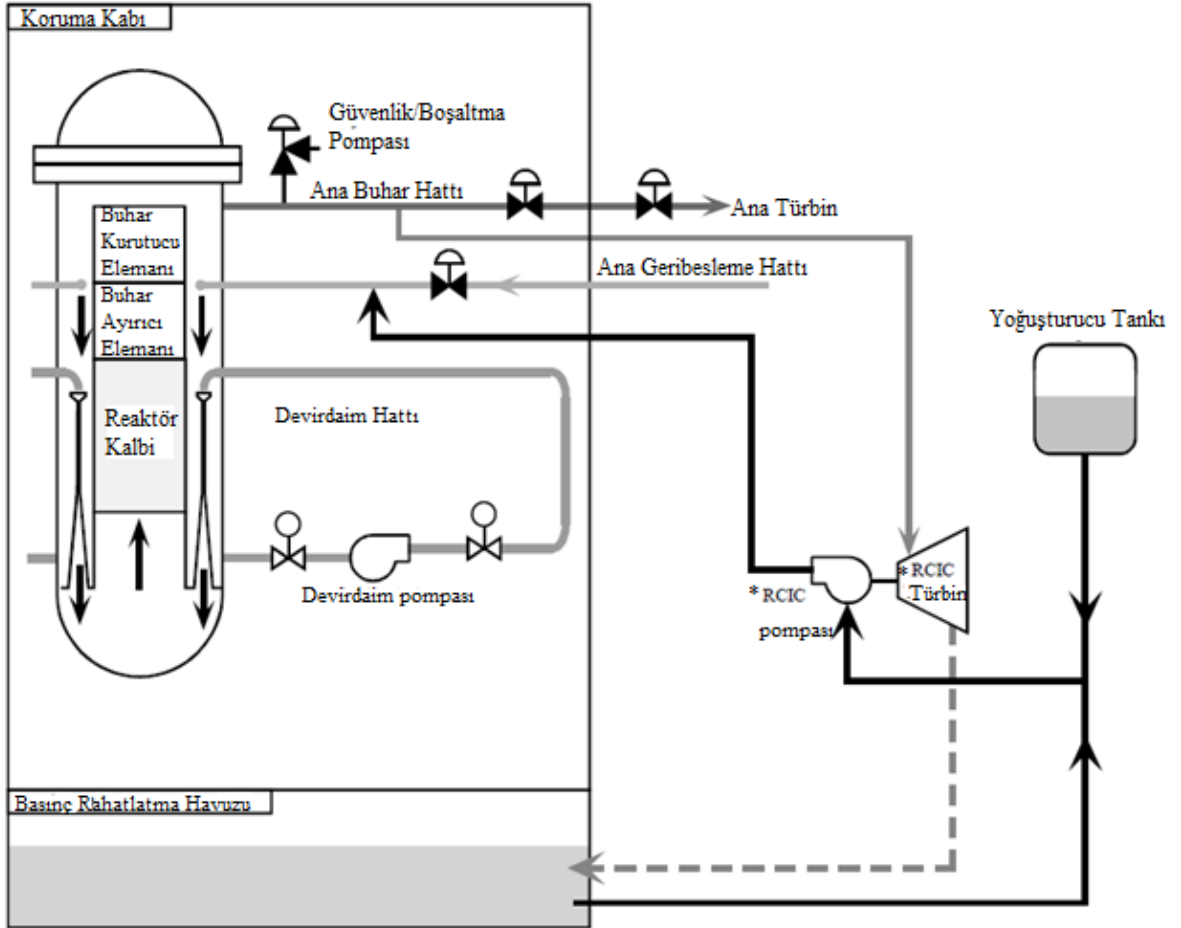 Koruma Kabı
Güvenlik/Boşaltma
Pompası
Ana Buhar Hattı
Ana Türbin
Buhar
Kurutucu
Elemanı
Ana Geribesleme Hattı
Buhar
Ayırıcı
Elemanı
Yoğuşturucu Tankı
Reaktör
Kalbi
Devirdaim Hattı
Devirdaim pompası
* RCIC
pompası
* RCIC
Türbin
Basınç Rahatlatma Havuzu